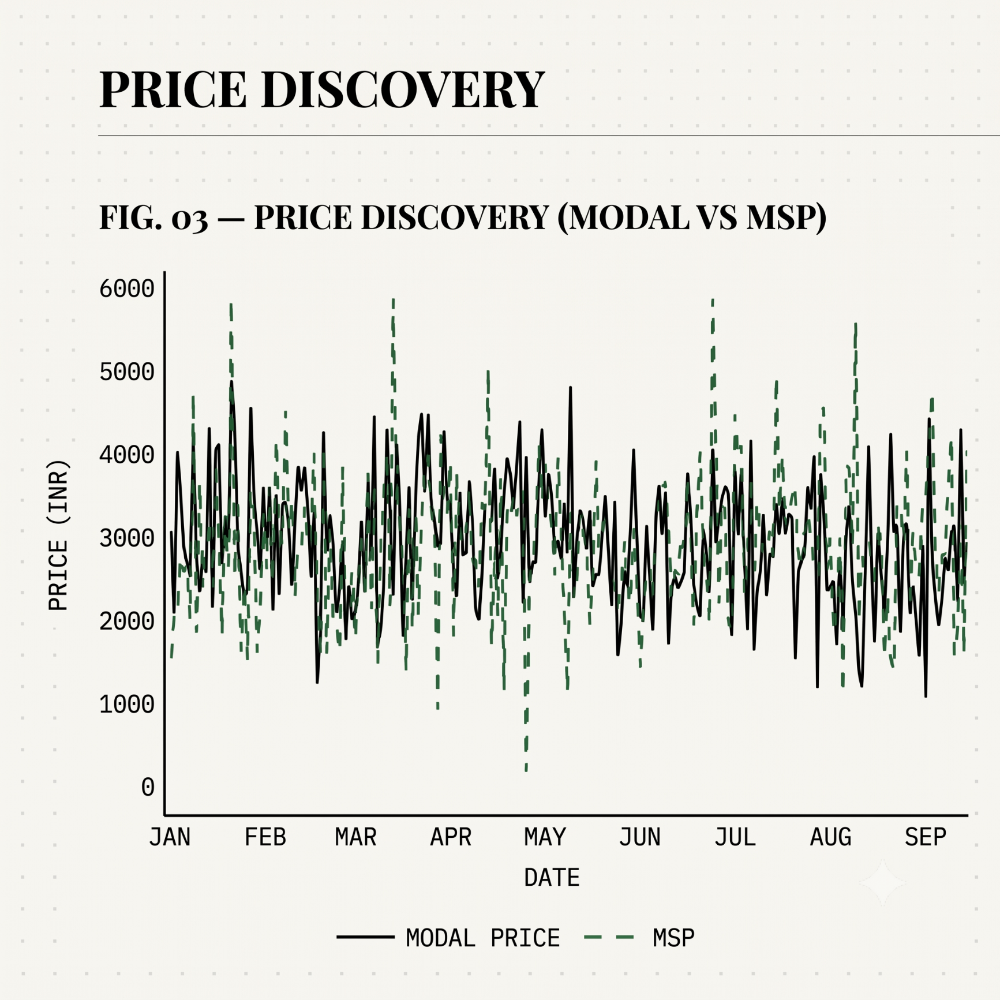 PRICE DISCOVERY
FIG. 03 — PRICE DISCOVERY (MODAL VS MSP)
PRICE (INR)
6000
5000
4000
3000
2000
1000
0
JAN FEB MAR APR MAY JUN JUL AUG SEP
DATE
MODAL PRICE MSP